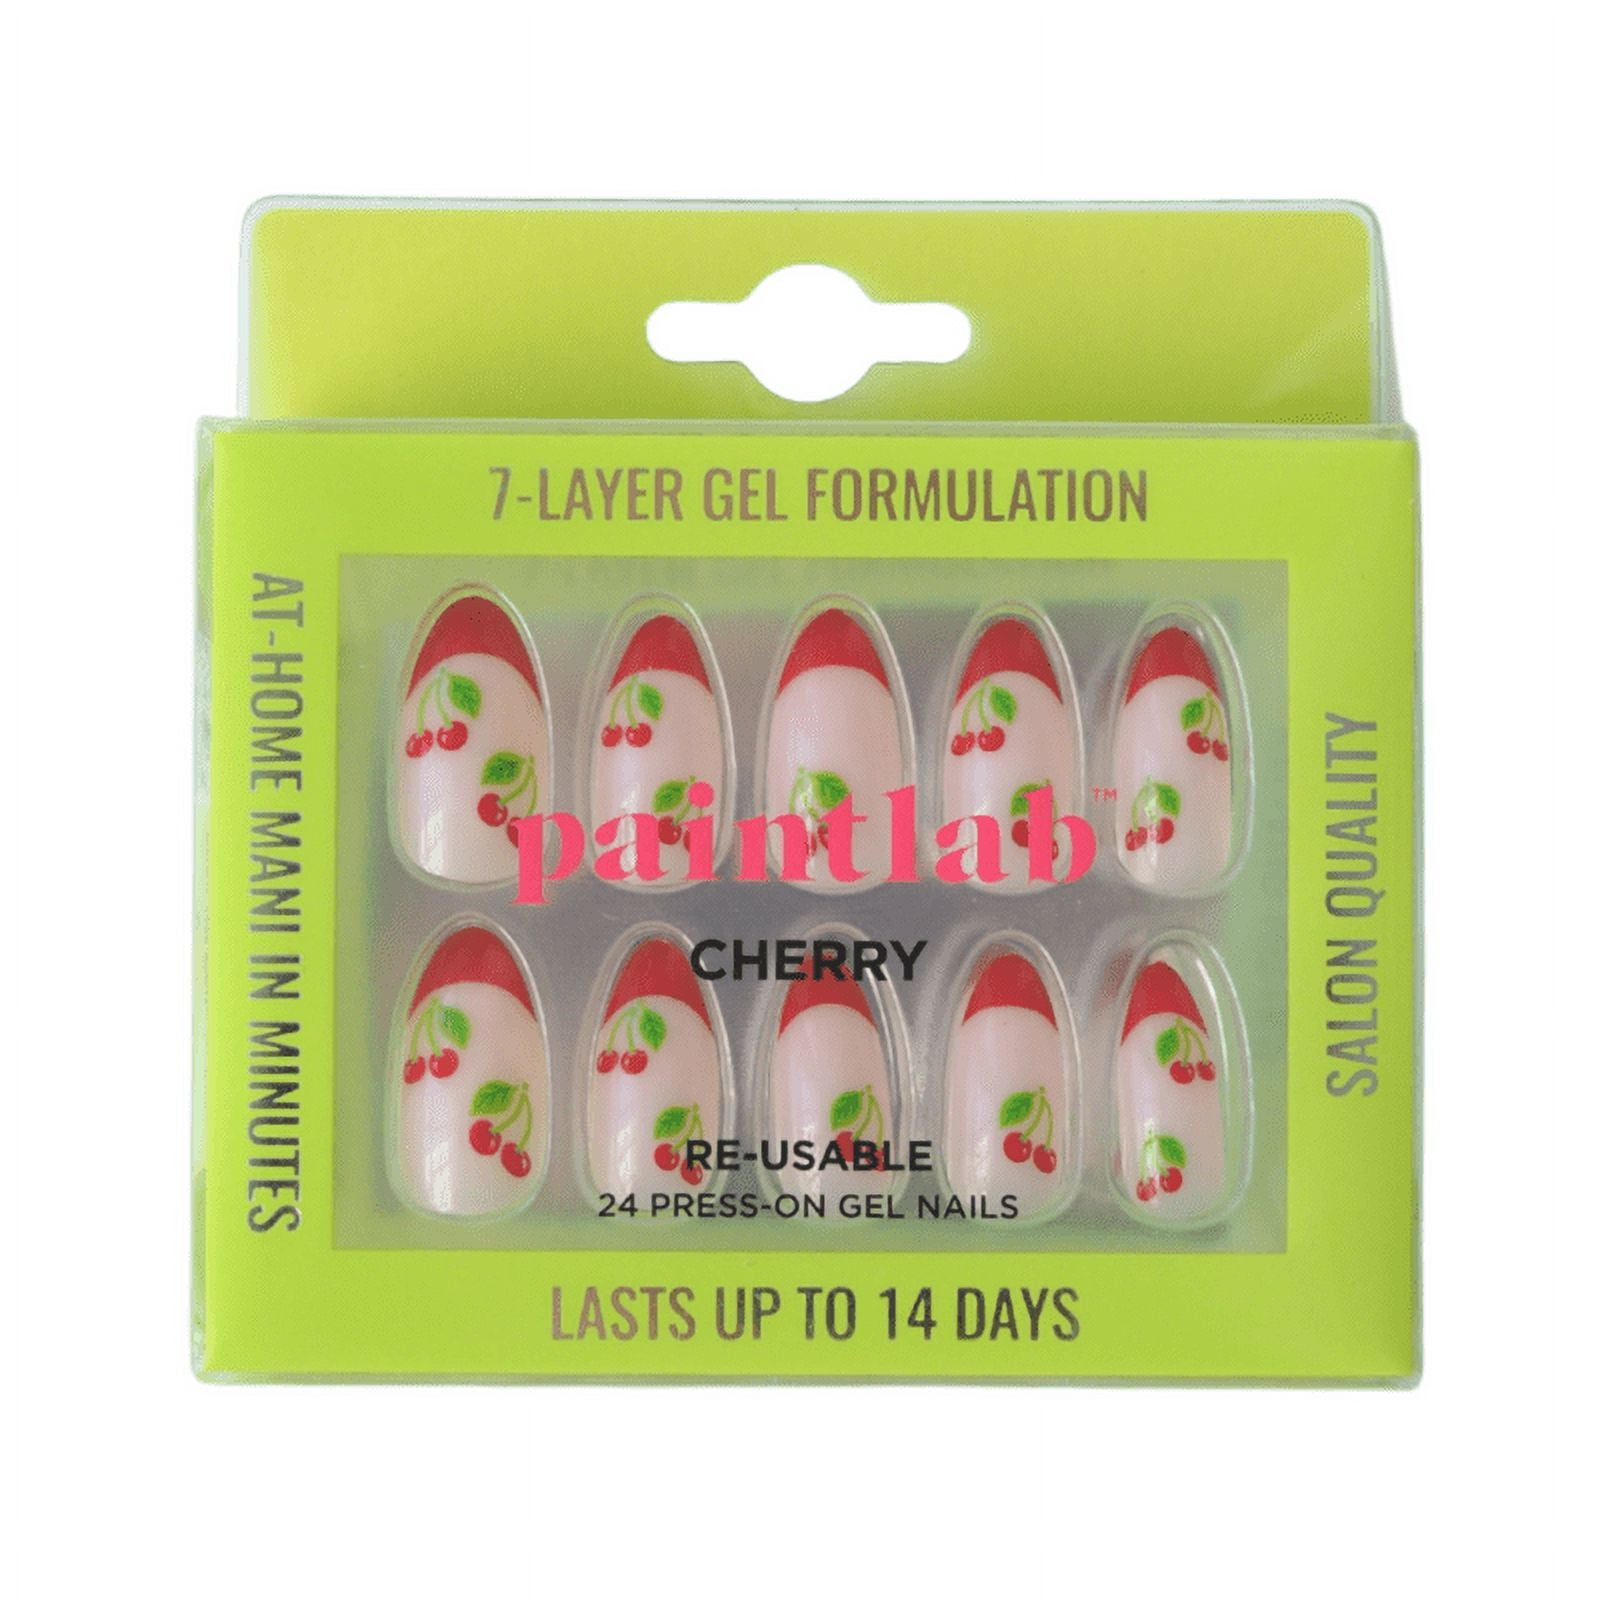 7-LAYER GEL FORMULATION
AT-HOME MANI IN MINUTES
paintlab™
CHERRY
RE-USABLE
24 PRESS-ON GEL NAILS
SALON QUALITY
LASTS UP TO 14 DAYS